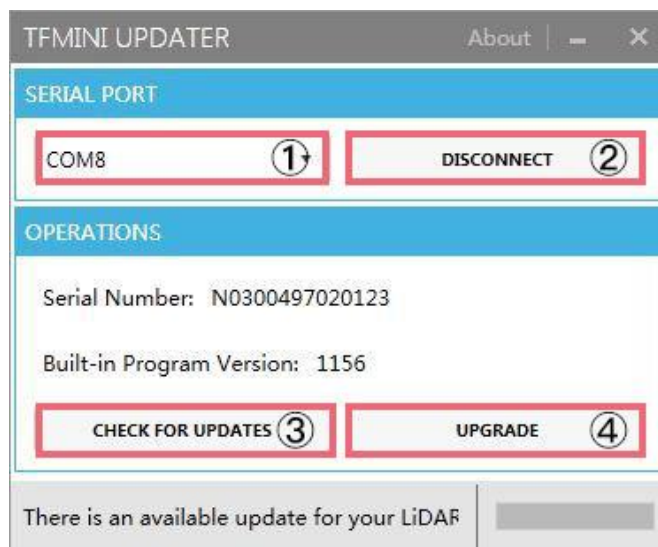 TFMINI UPDATER About
SERIAL PORT
COM8 ① DISCONNECT ②
OPERATIONS
Serial Number: N0300497020123
Built-in Program Version: 1156
CHECK FOR UPDATES ③ UPGRADE ④
There is an available update for your LiDAR